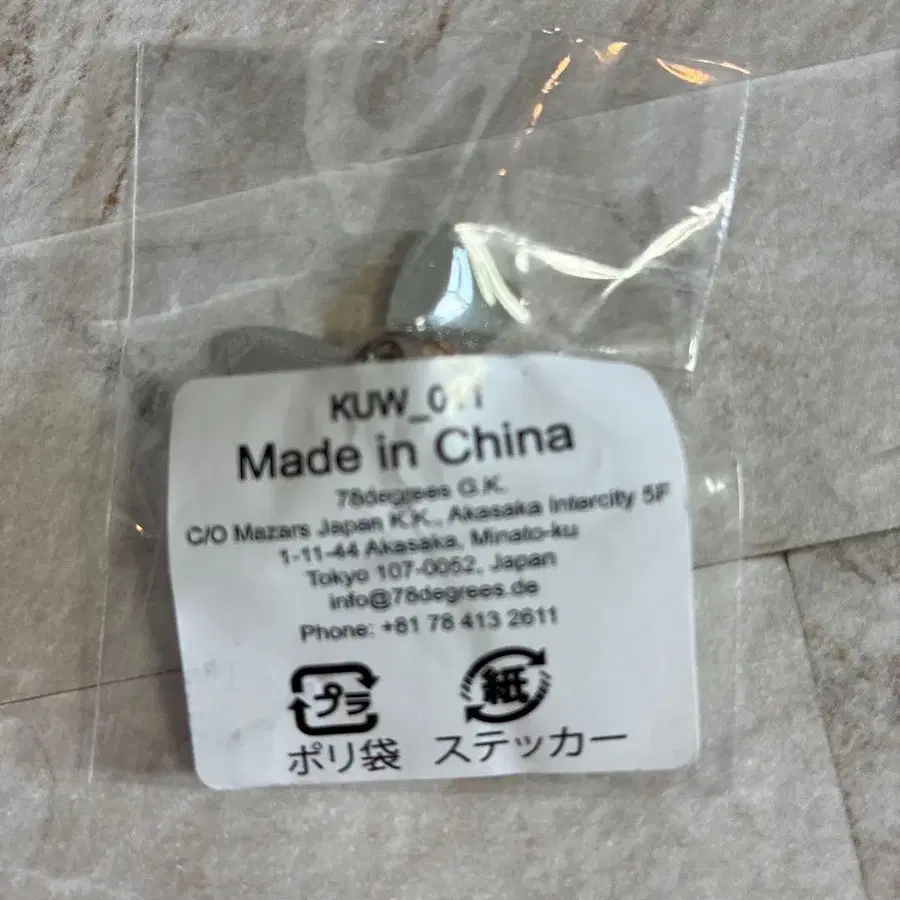 KUW_011
Made in China
78degrees G.K.
C/O Mazars Japan K.K., Akasaka Intercity 5F
1-11-44 Akasaka, Minato-ku
Tokyo 107-0052, Japan
info@78degrees.de
Phone: +81 78 413 2611
プラ 紙
ポリ袋 ステッカー